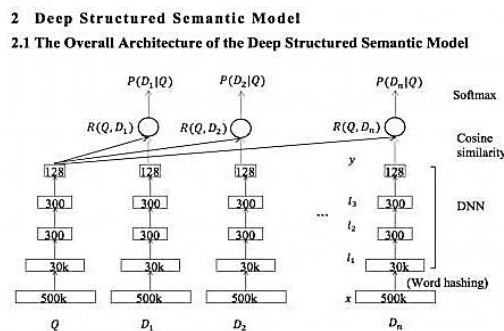 2 Deep Structured Semantic Model
2.1 The Overall Architecture of the Deep Structured Semantic Model
P(D₁|Q) P(D₂|Q) P(Dₙ|Q) Softmax
R(Q,D₁) R(Q,D₂) R(Q,Dₙ) Cosine similarity
128 128 128 y 128
300 300 300 l₃ 300 DNN
... l₂
300 300 300 300
30k 30k 30k l₁ 30k
(Word hashing)
500k 500k 500k x 500k
Q D₁ D₂ Dₙ